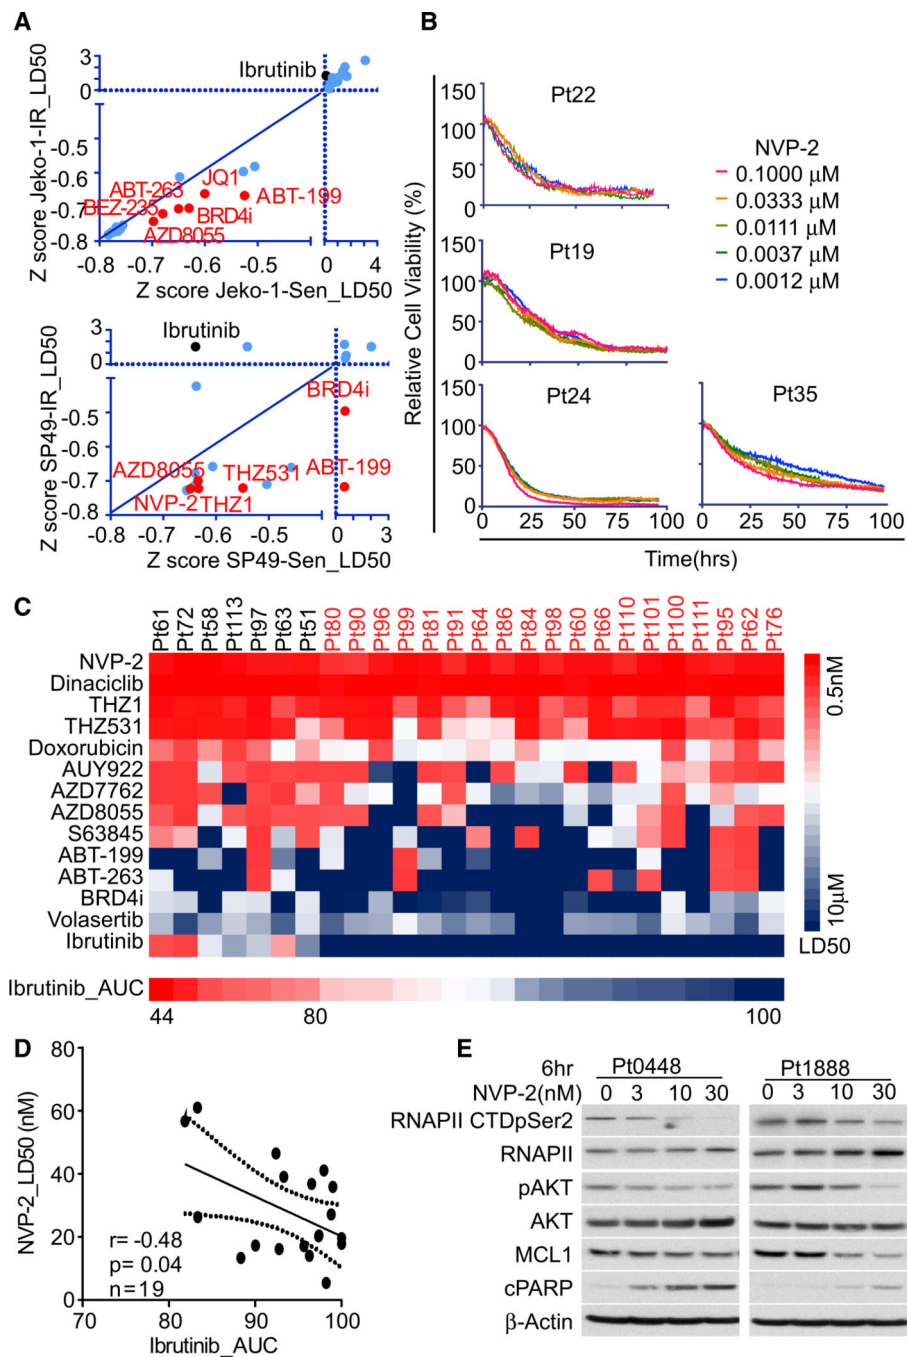 A
Z score Jeko-1-IR_LD50
3
0
-0.5
-0.6
-0.7
-0.8
Ibrutinib
ABT-263
JQ1
ABT-199
BEZ-235
BRD4i
AZD8055
-0.8 -0.7 -0.6 -0.5 0 4
Z score Jeko-1-Sen_LD50
Z score SP49-IR_LD50
3
2
0
-0.5
-0.6
-0.7
-0.8
Ibrutinib
BRD4i
AZD8055
THZ531
ABT-199
NVP-2
THZ1
-0.8 -0.7 -0.6 -0.5 0 2 4
Z score SP49-Sen_LD50
B
Relative Cell Viability (%)
150
100
50
0
Pt22
NVP-2
0.1000 μM
0.0333 μM
0.0111 μM
0.0037 μM
0.0012 μM
150
100
50
0
Pt19
150
100
50
0
Pt24
Pt35
0 25 50 75 100
0 25 50 75 100
Time(hrs)
C
Pt61 Pt72 Pt58 Pt113 Pt97 Pt63 Pt51 Pt80 Pt90 Pt96 Pt99 Pt81 Pt91 Pt64 Pt86 Pt84 Pt98 Pt60 Pt66 Pt110 Pt101 Pt100 Pt111 Pt95 Pt62 Pt76
NVP-2
Dinaciclib
THZ1
THZ531
Doxorubicin
AUY922
AZD7762
AZD8055
S63845
ABT-199
ABT-263
BRD4i
Volasertib
Ibrutinib
0.5nM
10μM
LD50
Ibrutinib_AUC
44 80 100
D
NVP-2_LD50 (nM)
80
60
40
20
0
r= -0.48
p= 0.04
n=19
70 80 90 100
Ibrutinib_AUC
E
6hr Pt0448 Pt1888
NVP-2(nM) 0 3 10 30 0 3 10 30
RNAPII CTDpSer2
RNAPII
pAKT
AKT
MCL1
cPARP
β-Actin